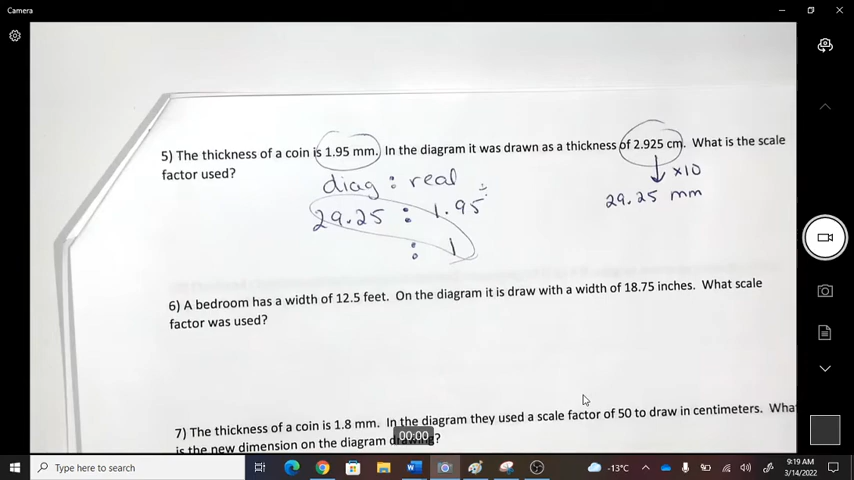 Camera
5) The thickness of a coin is 1.95 mm. In the diagram it was drawn as a thickness of 2.925 cm. What is the scale
factor used?
diag : real
×10
29.25 : 1.95 ÷
29.25 mm
: 1
6) A bedroom has a width of 12.5 feet. On the diagram it is draw with a width of 18.75 inches. What scale
factor was used?
7) The thickness of a coin is 1.8 mm. In the diagram they used a scale factor of 50 to draw in centimeters. What
is the new dimension on the diagram drawing?
00:00
Type here to search
-13°C
9:19 AM
3/14/2022